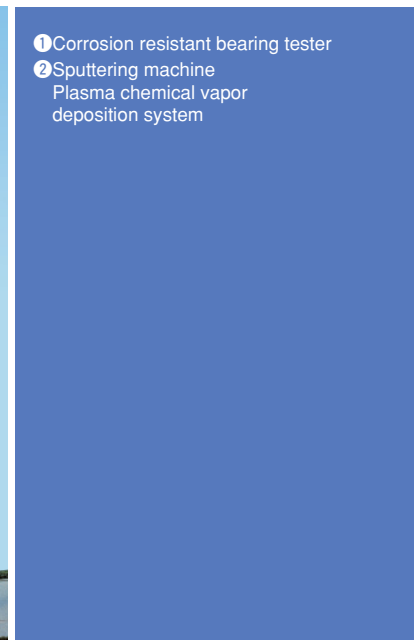 ❶Corrosion resistant bearing tester
❷Sputtering machine
Plasma chemical vapor
deposition system